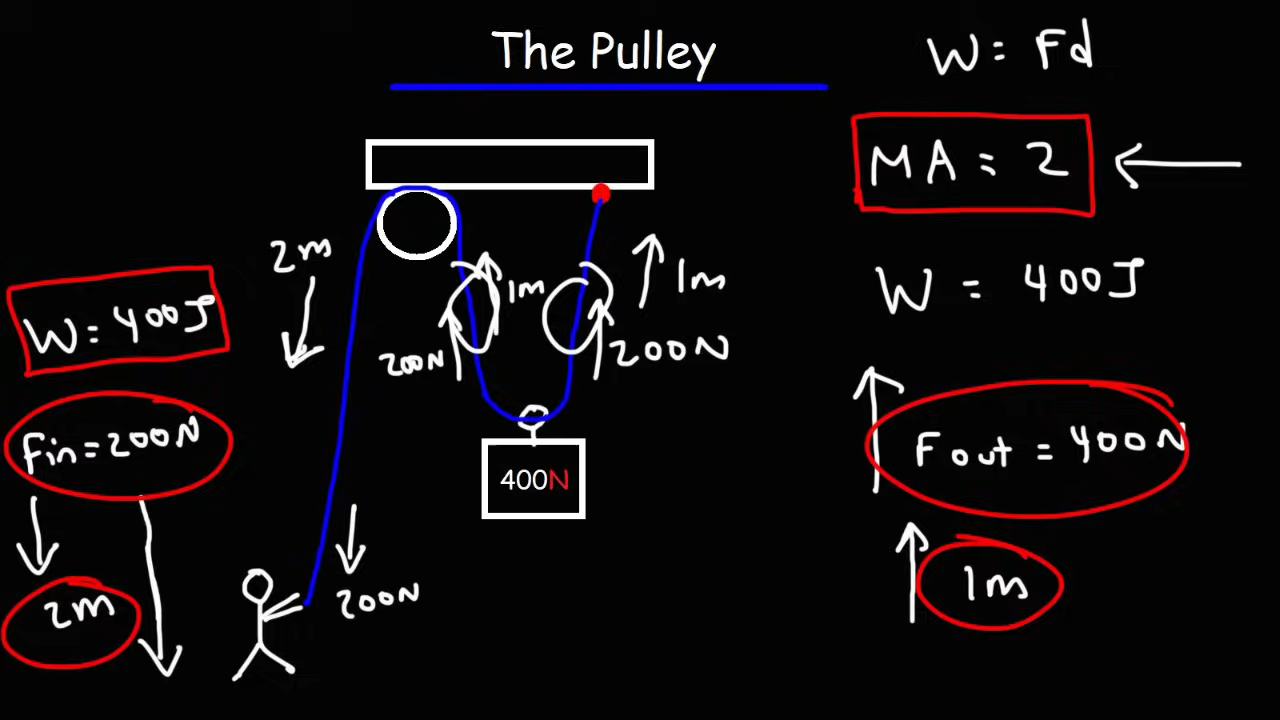 The Pulley
W = Fd
MA = 2
W = 400J
Fout = 400N
1m
2m
1m
1m
200N
200N
400N
200N
W = 400J
Fin = 200N
2m